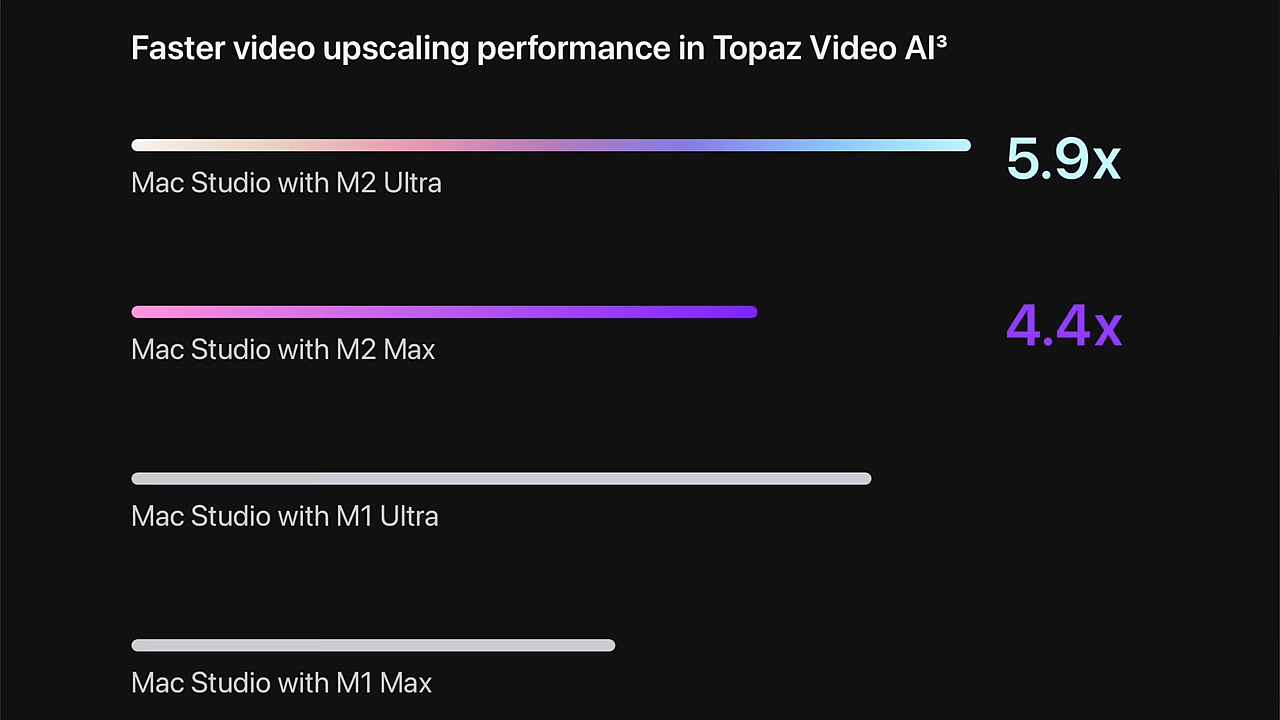 Faster video upscaling performance in Topaz Video AI³
5.9x
Mac Studio with M2 Ultra
4.4x
Mac Studio with M2 Max
Mac Studio with M1 Ultra
Mac Studio with M1 Max